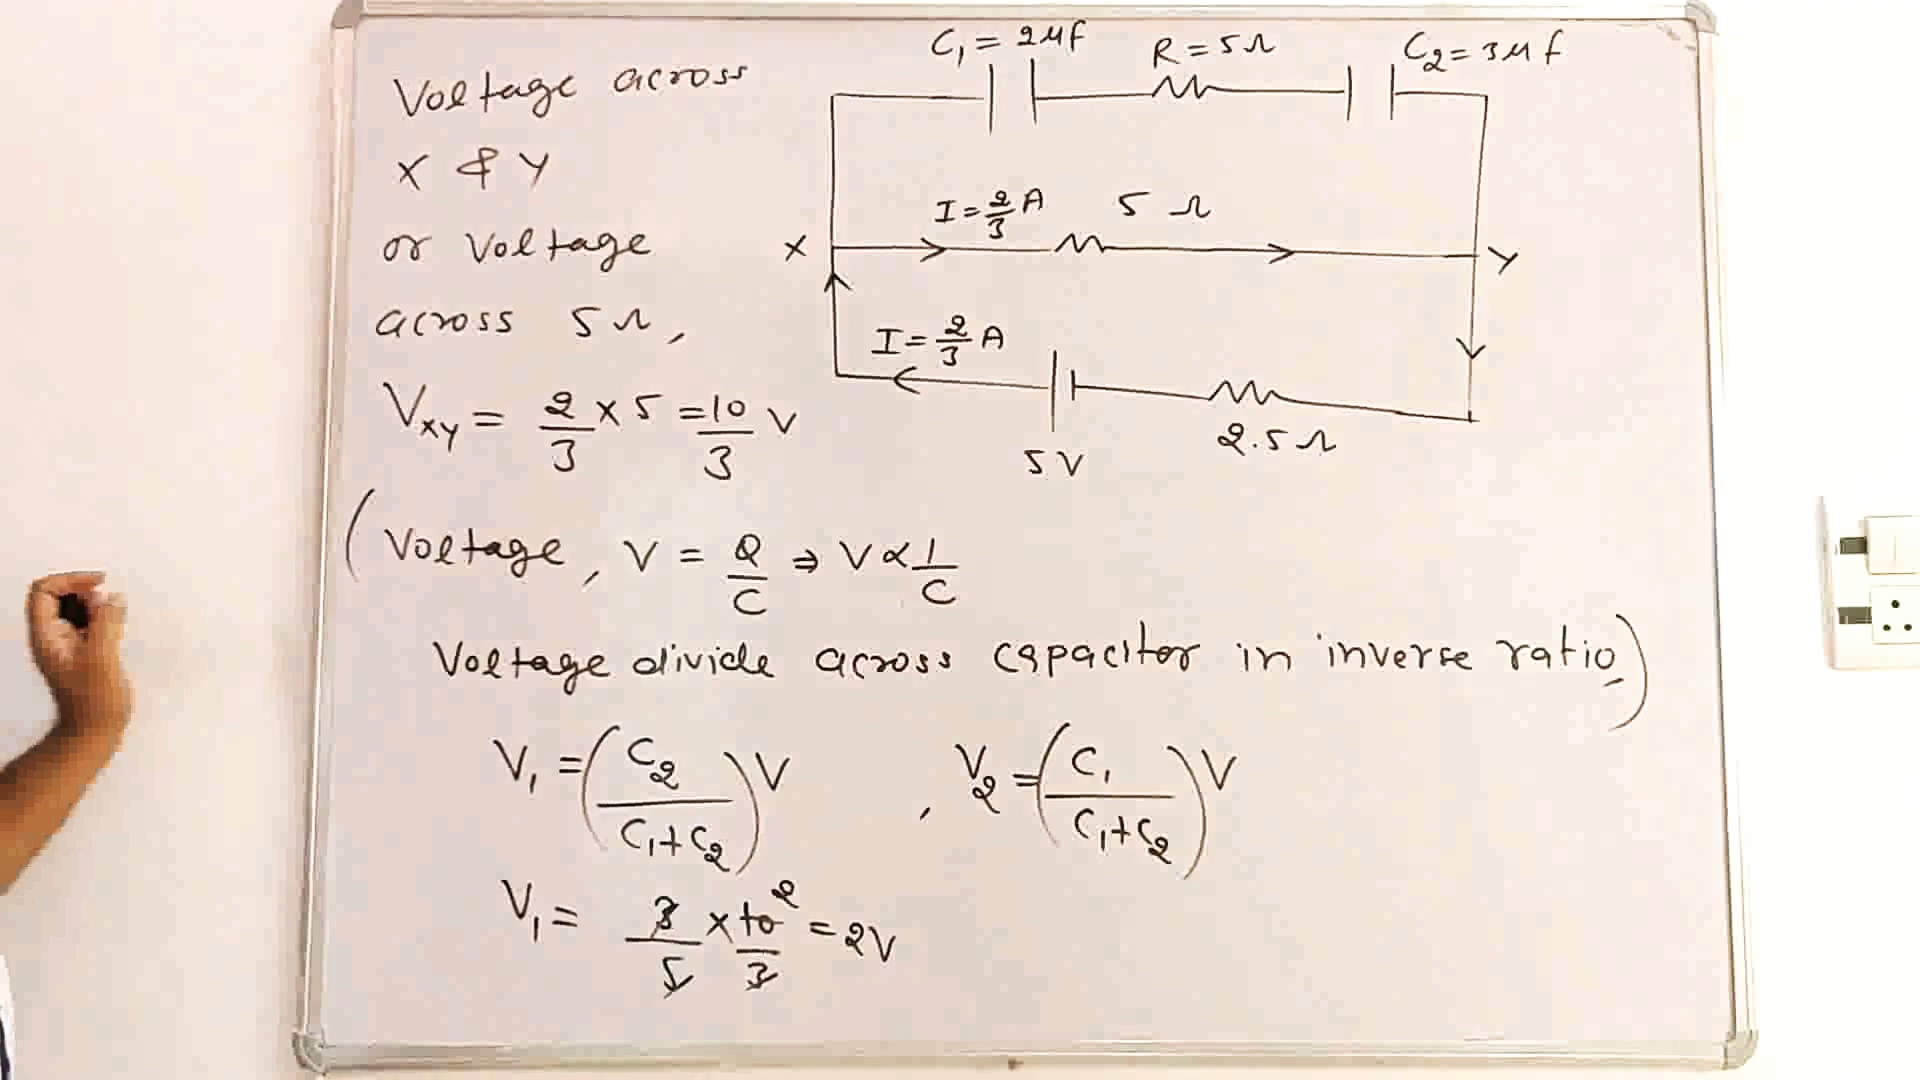 Voltage across
X & Y
or voltage
across 5Ω,
Vxy = 2/3 × 5 = 10/3 V
C₁ = 2μf
R = 5Ω
C₂ = 3μf
I = 2/3 A
5 Ω
X
Y
I = 2/3 A
5V
2.5Ω
(Voltage, V = Q/C ⇒ V ∝ 1/C
Voltage divide across capacitor in inverse ratio)
V₁ = (C₂/(C₁+C₂))V , V₂ = (C₁/(C₁+C₂))V
V₁ = 3/5 × 10/3 2 = 2V